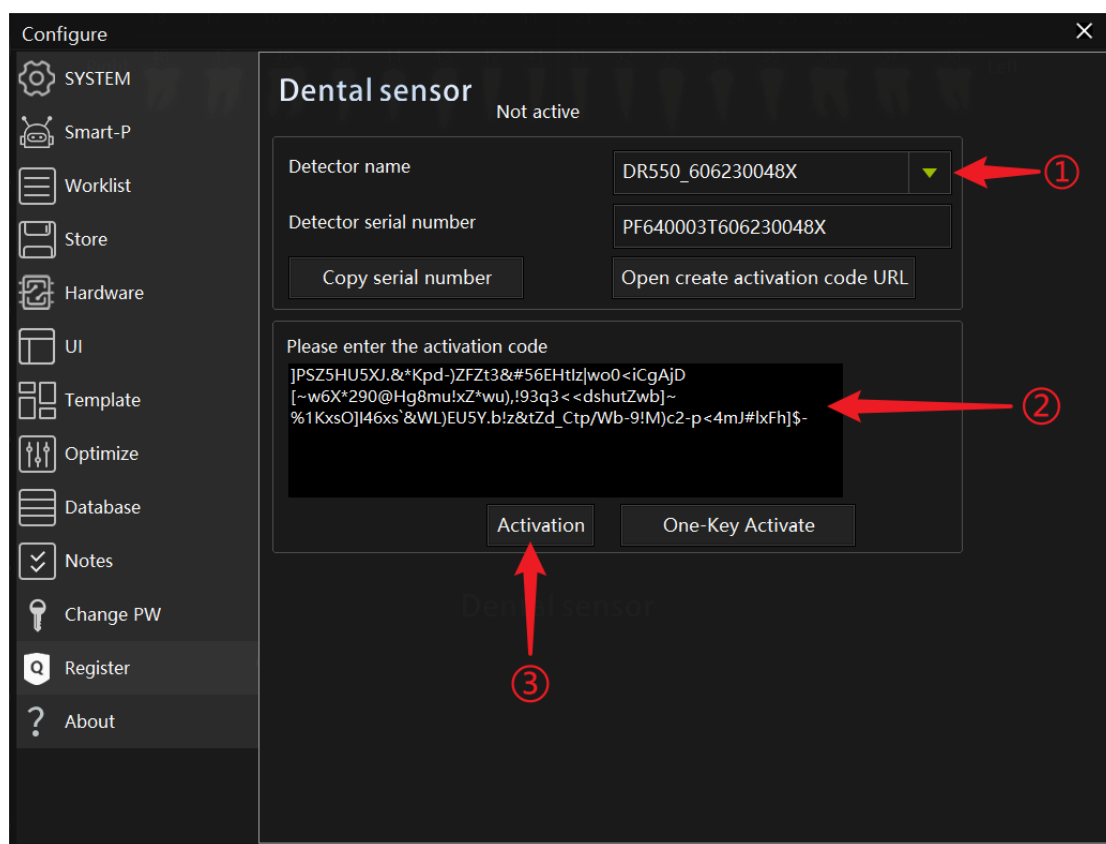 Configure
SYSTEM
Smart-P
Worklist
Store
Hardware
UI
Template
Optimize
Database
Notes
Change PW
Register
About
Dental sensor
Not active
Detector name
DR550_606230048X
①
Detector serial number
PF640003T606230048X
Copy serial number
Open create activation code URL
Please enter the activation code
]PSZ5HU5XJ.&*Kpd-)ZFZt3&#56EHtIz|wo0<iCgAjD
[~w6X*290@Hg8mu!xZ*wu),!93q3<<dshutZwb]~
%1KxsO]I46xs`&WL)EU5Y.b!z&tZd_Ctp/Wb-9!M)c2-p<4mJ#lxFh]$-
②
Activation
One-Key Activate
Dental sensor
③